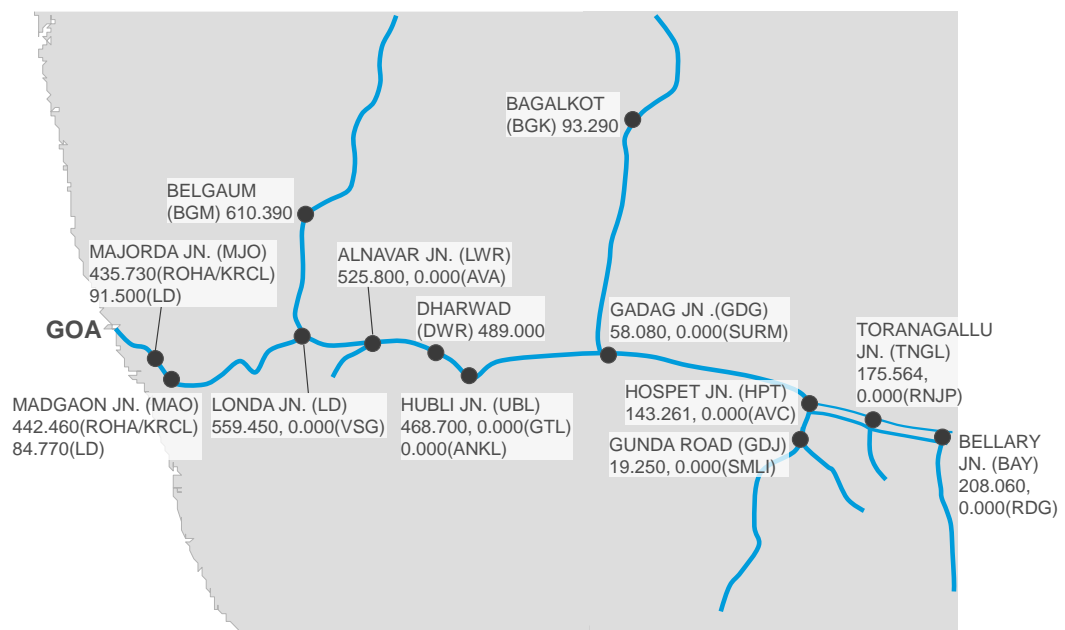 BAGALKOT
(BGK) 93.290
BELGAUM
(BGM) 610.390
MAJORDA JN. (MJO)
435.730(ROHA/KRCL)
91.500(LD)
ALNAVAR JN. (LWR)
525.800, 0.000(AVA)
DHARWAD
(DWR) 489.000
GADAG JN .(GDG)
58.080, 0.000(SURM)
TORANAGALLU
JN. (TNGL)
175.564,
0.000(RNJP)
GOA
MADGAON JN. (MAO)
442.460(ROHA/KRCL)
84.770(LD)
LONDA JN. (LD)
559.450, 0.000(VSG)
HUBLI JN. (UBL)
468.700, 0.000(GTL)
0.000(ANKL)
HOSPET JN. (HPT)
143.261, 0.000(AVC)
GUNDA ROAD (GDJ)
19.250, 0.000(SMLI)
BELLARY
JN. (BAY)
208.060,
0.000(RDG)